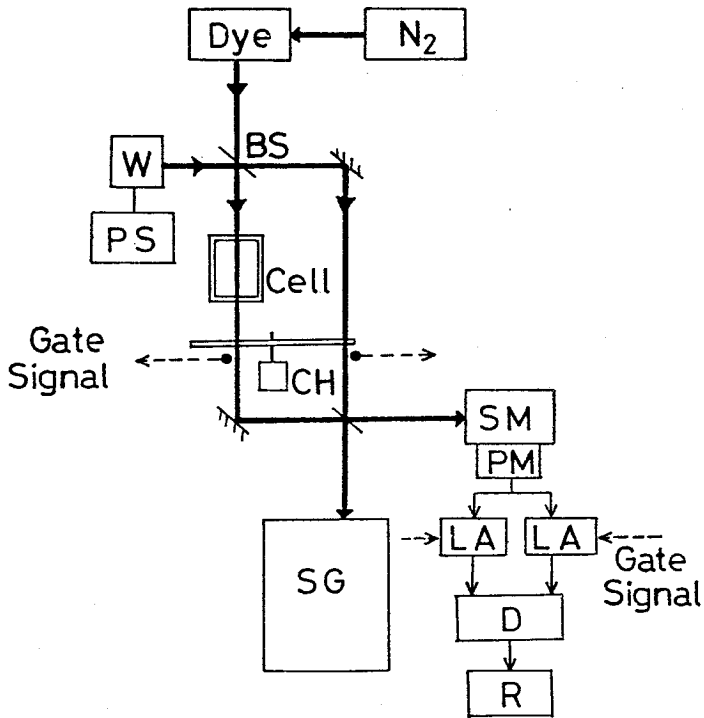 Dye
N2
BS
W
PS
Cell
Gate
Signal
CH
SM
PM
LA
LA
Gate
Signal
SG
D
R